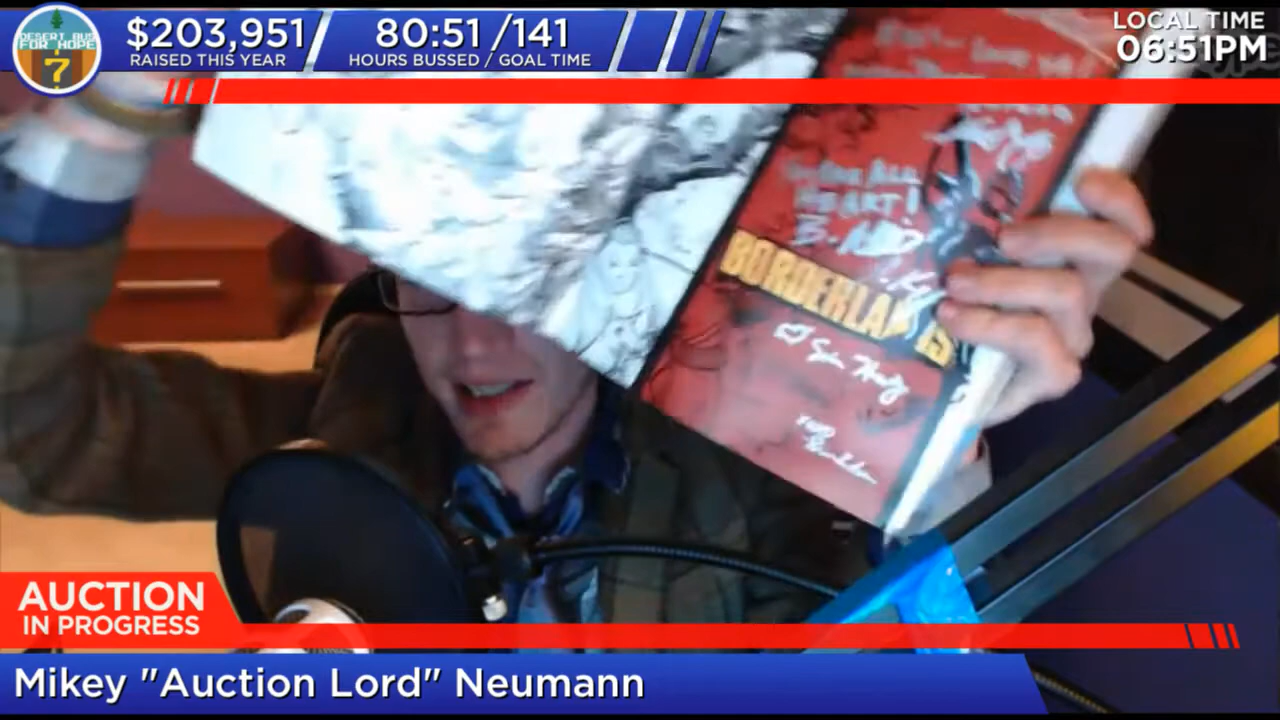 DESERT BUS
FOR HOPE
7
$203,951
RAISED THIS YEAR
80:51 /141
HOURS BUSSED / GOAL TIME
LOCAL TIME
06:51PM
HEART!
BORDERLANDS
AUCTION
IN PROGRESS
Mikey "Auction Lord" Neumann